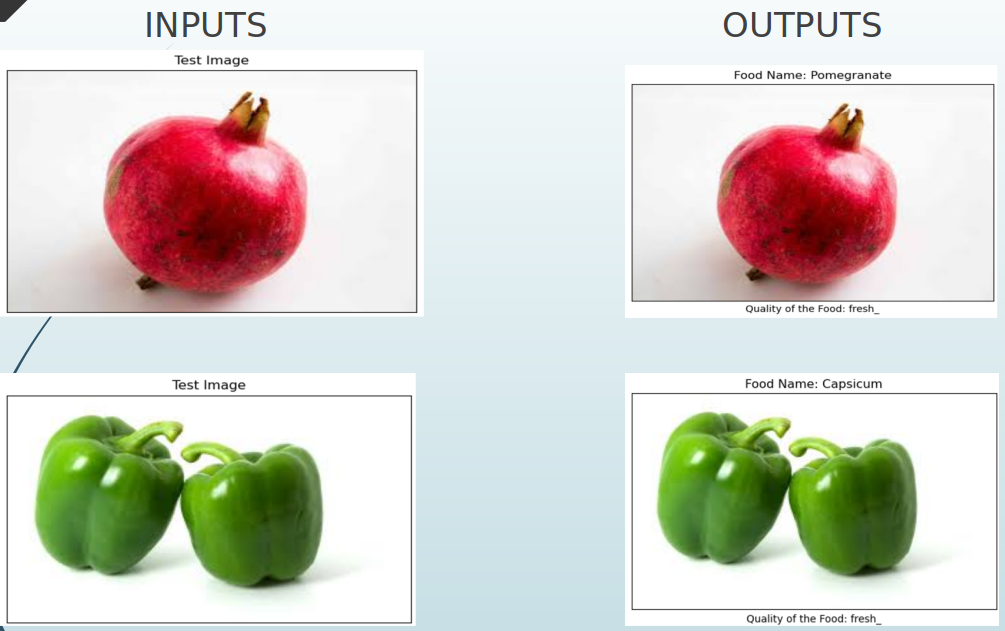 INPUTS
OUTPUTS
Test Image
Food Name: Pomegranate
Quality of the Food: fresh_
Test Image
Food Name: Capsicum
Quality of the Food: fresh_